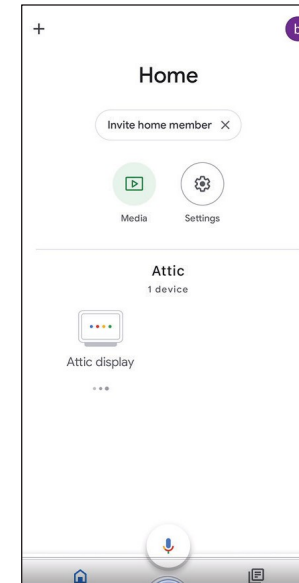 Home
Invite home member
Media Settings
Attic
1 device
Attic display